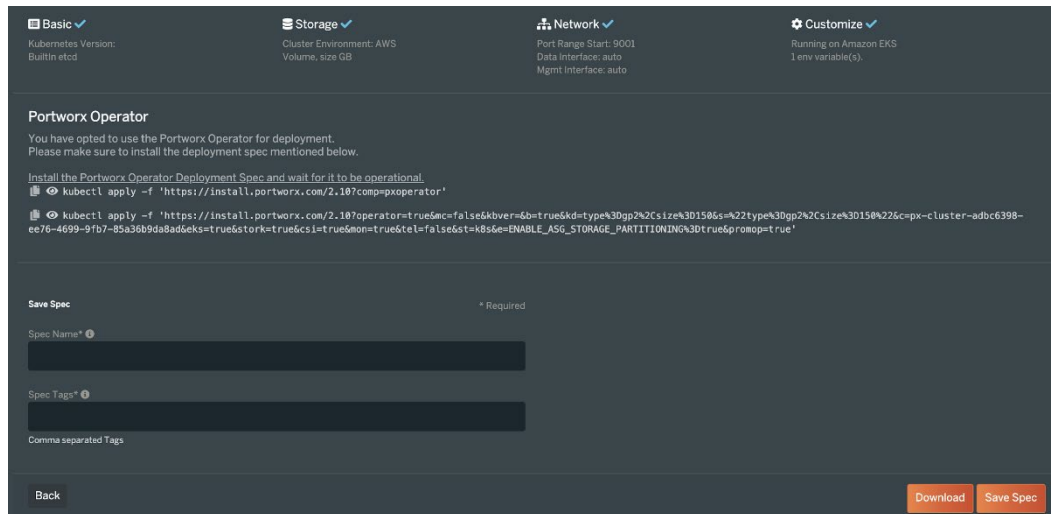 Basic
Storage
Network
Customize
Kubernetes Version:
Builtin etcd
Cluster Environment: AWS
Volume, size GB
Port Range Start: 9001
Data Interface: auto
Mgmt Interface: auto
Running on Amazon EKS
1 env variable(s).
Portworx Operator
You have opted to use the Portworx Operator for deployment.
Please make sure to install the deployment spec mentioned below.
Install the Portworx Operator Deployment Spec and wait for it to be operational.
kubectl apply -f 'https://install.portworx.com/2.10?comp=pxoperator'
kubectl apply -f 'https://install.portworx.com/2.10?operator=true&mc=false&kbver=&b=true&kd=type%3Dgp2%2Csize%3D150&s=%22type%3Dgp2%2Csize%3D150%22&c=px-cluster-adbc6398-
ee76-4699-9fb7-85a36b9da8ad&eks=true&stork=true&csi=true&mon=true&tel=false&st=k8s&e=ENABLE_ASG_STORAGE_PARTITIONING%3Dtrue&promop=true'
Save Spec
* Required
Spec Name*
Spec Tags*
Comma separated Tags
Back
Download
Save Spec